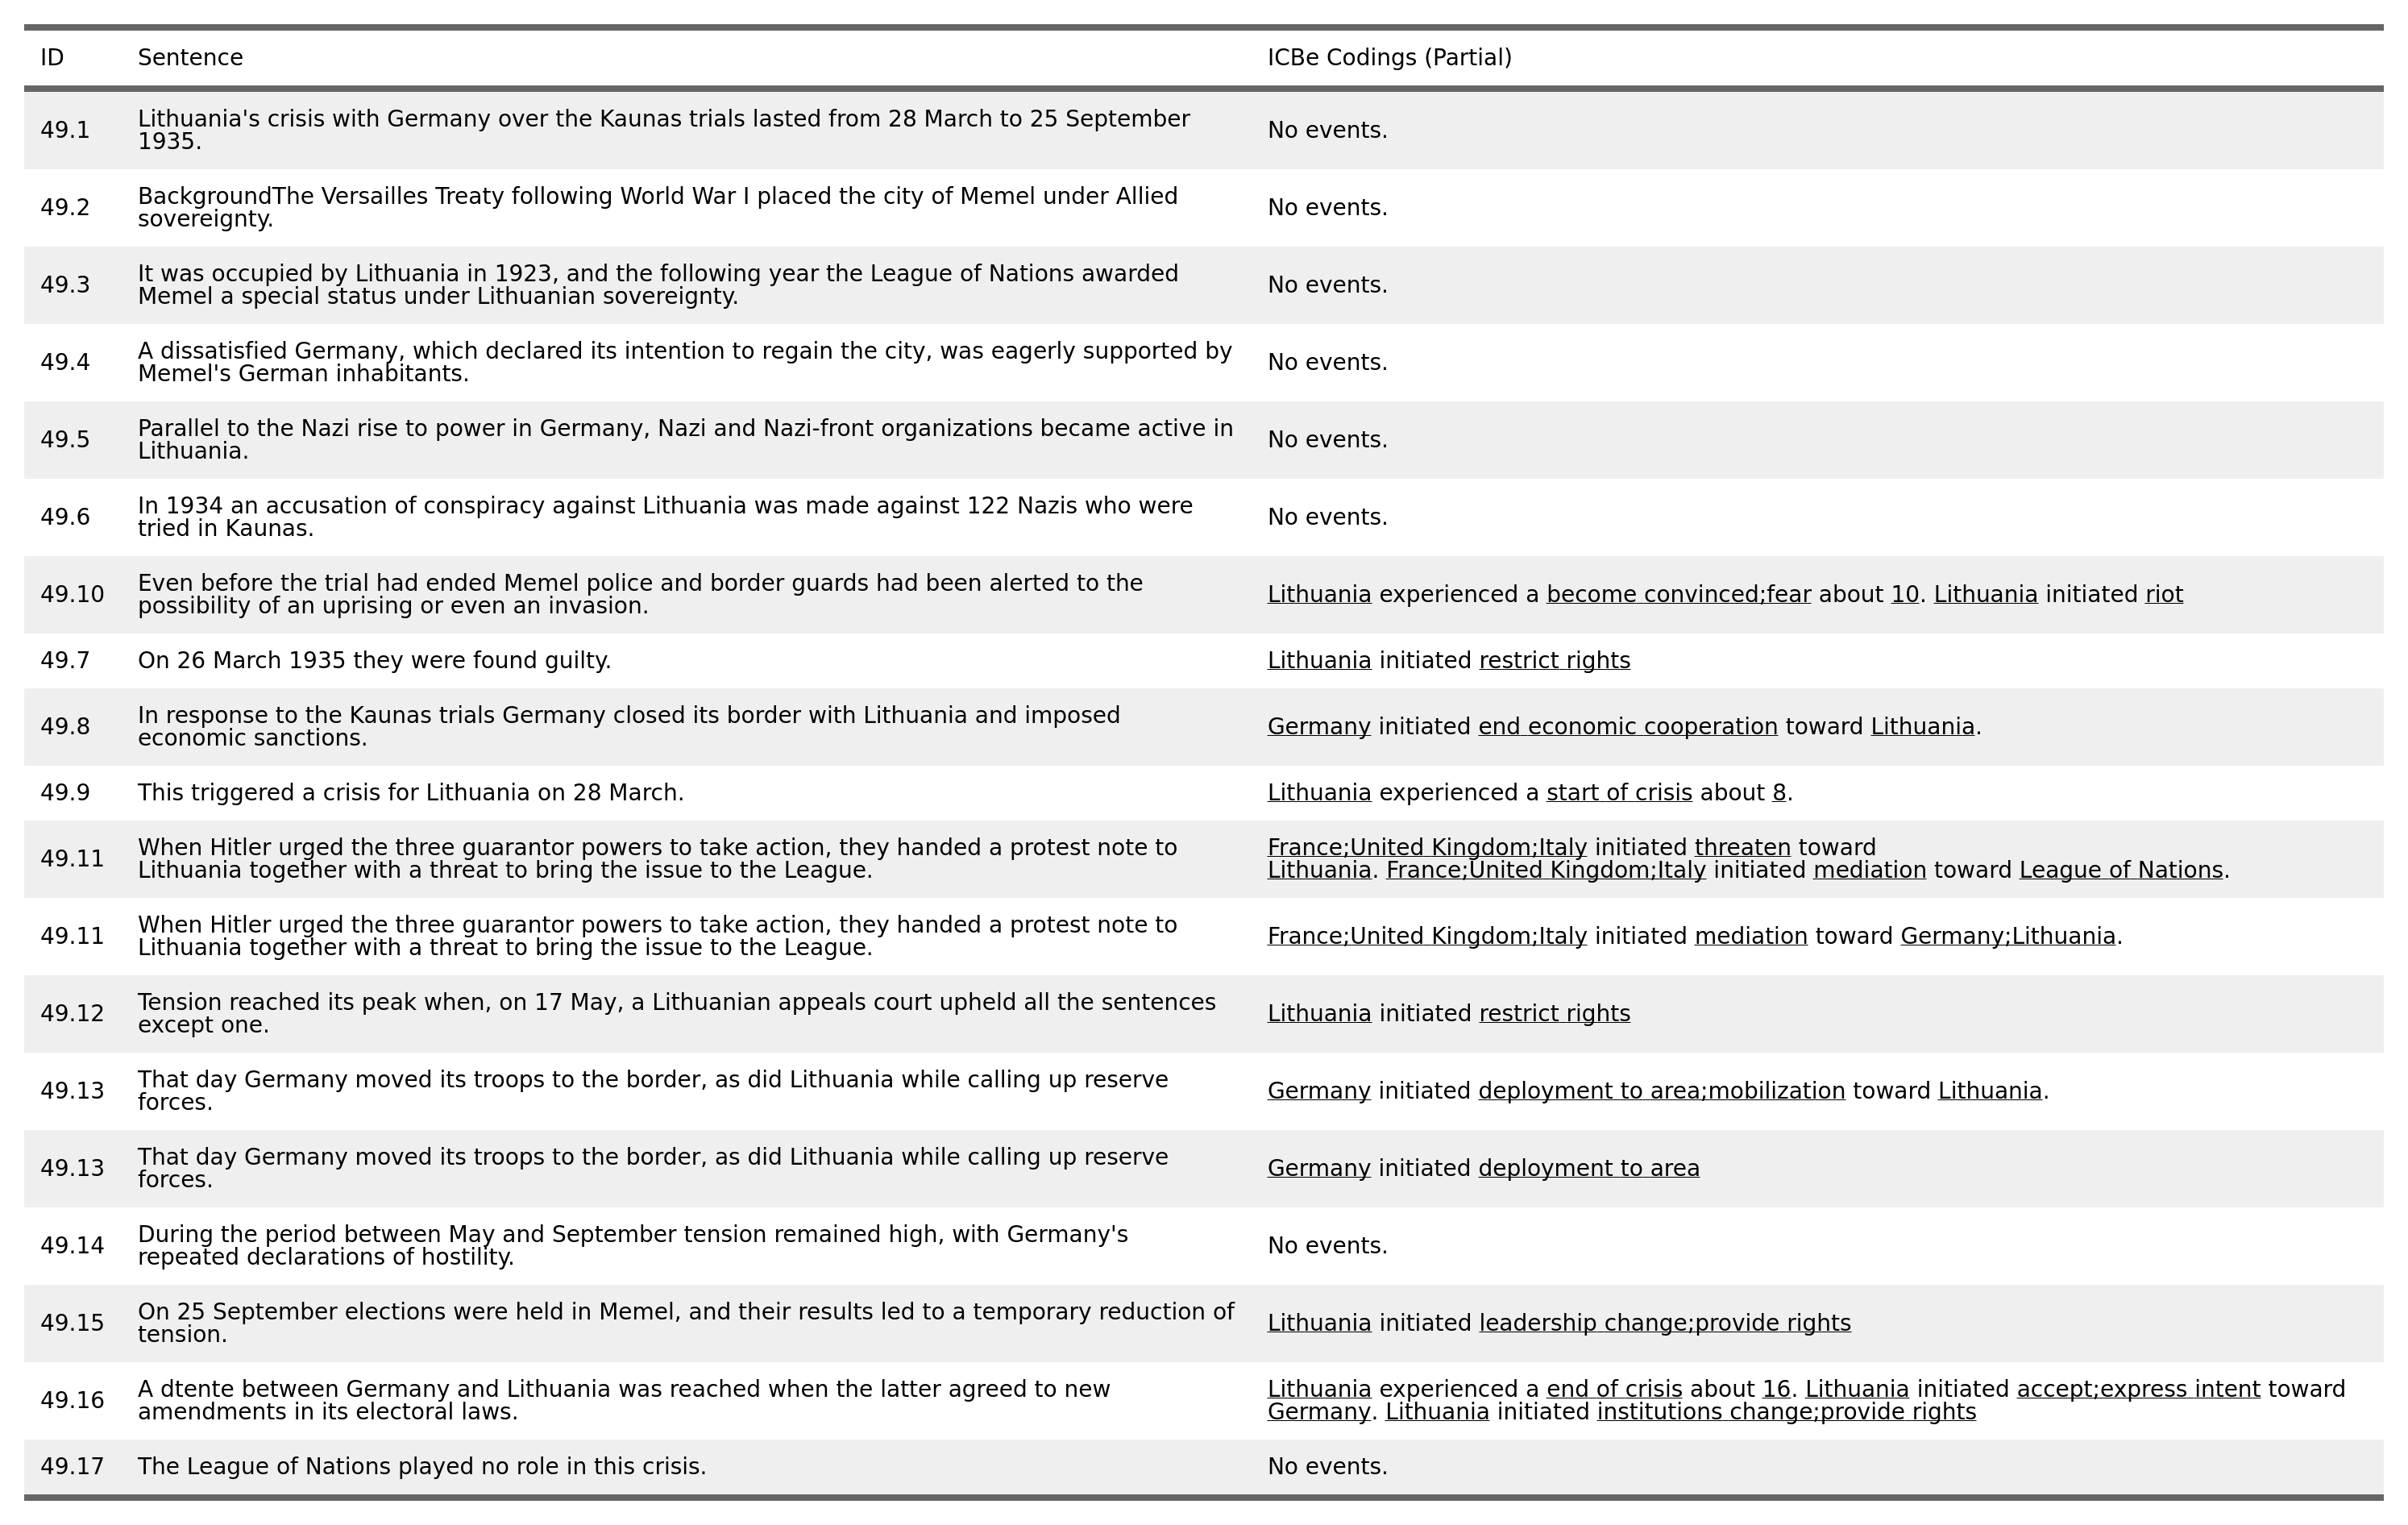 ID Sentence ICBe Codings (Partial)
49.1 Lithuania's crisis with Germany over the Kaunas trials lasted from 28 March to 25 September
1935. No events.
49.2 BackgroundThe Versailles Treaty following World War I placed the city of Memel under Allied
sovereignty. No events.
49.3 It was occupied by Lithuania in 1923, and the following year the League of Nations awarded
Memel a special status under Lithuanian sovereignty. No events.
49.4 A dissatisfied Germany, which declared its intention to regain the city, was eagerly supported by
Memel's German inhabitants. No events.
49.5 Parallel to the Nazi rise to power in Germany, Nazi and Nazi-front organizations became active in
Lithuania. No events.
49.6 In 1934 an accusation of conspiracy against Lithuania was made against 122 Nazis who were
tried in Kaunas. No events.
49.10 Even before the trial had ended Memel police and border guards had been alerted to the
possibility of an uprising or even an invasion. Lithuania experienced a become convinced;fear about 10. Lithuania initiated riot
49.7 On 26 March 1935 they were found guilty. Lithuania initiated restrict rights
49.8 In response to the Kaunas trials Germany closed its border with Lithuania and imposed
economic sanctions. Germany initiated end economic cooperation toward Lithuania.
49.9 This triggered a crisis for Lithuania on 28 March. Lithuania experienced a start of crisis about 8.
49.11 When Hitler urged the three guarantor powers to take action, they handed a protest note to
Lithuania together with a threat to bring the issue to the League. France;United Kingdom;Italy initiated threaten toward
Lithuania. France;United Kingdom;Italy initiated mediation toward League of Nations.
49.11 When Hitler urged the three guarantor powers to take action, they handed a protest note to
Lithuania together with a threat to bring the issue to the League. France;United Kingdom;Italy initiated mediation toward Germany;Lithuania.
49.12 Tension reached its peak when, on 17 May, a Lithuanian appeals court upheld all the sentences
except one. Lithuania initiated restrict rights
49.13 That day Germany moved its troops to the border, as did Lithuania while calling up reserve
forces. Germany initiated deployment to area;mobilization toward Lithuania.
49.13 That day Germany moved its troops to the border, as did Lithuania while calling up reserve
forces. Germany initiated deployment to area
49.14 During the period between May and September tension remained high, with Germany's
repeated declarations of hostility. No events.
49.15 On 25 September elections were held in Memel, and their results led to a temporary reduction of
tension. Lithuania initiated leadership change;provide rights
49.16 A dtente between Germany and Lithuania was reached when the latter agreed to new
amendments in its electoral laws. Lithuania experienced a end of crisis about 16. Lithuania initiated accept;express intent toward
Germany. Lithuania initiated institutions change;provide rights
49.17 The League of Nations played no role in this crisis. No events.